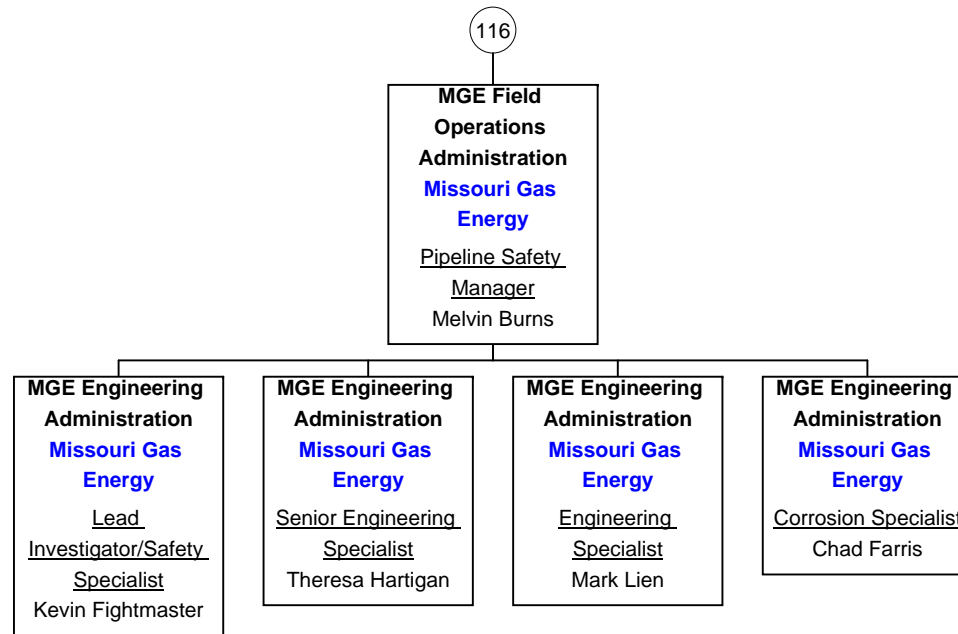 116
MGE Field
Operations
Administration
Missouri Gas
Energy
Pipeline Safety
Manager
Melvin Burns
MGE Engineering
Administration
Missouri Gas
Energy
Lead
Investigator/Safety
Specialist
Kevin Fightmaster
MGE Engineering
Administration
Missouri Gas
Energy
Senior Engineering
Specialist
Theresa Hartigan
MGE Engineering
Administration
Missouri Gas
Energy
Engineering
Specialist
Mark Lien
MGE Engineering
Administration
Missouri Gas
Energy
Corrosion Specialist
Chad Farris